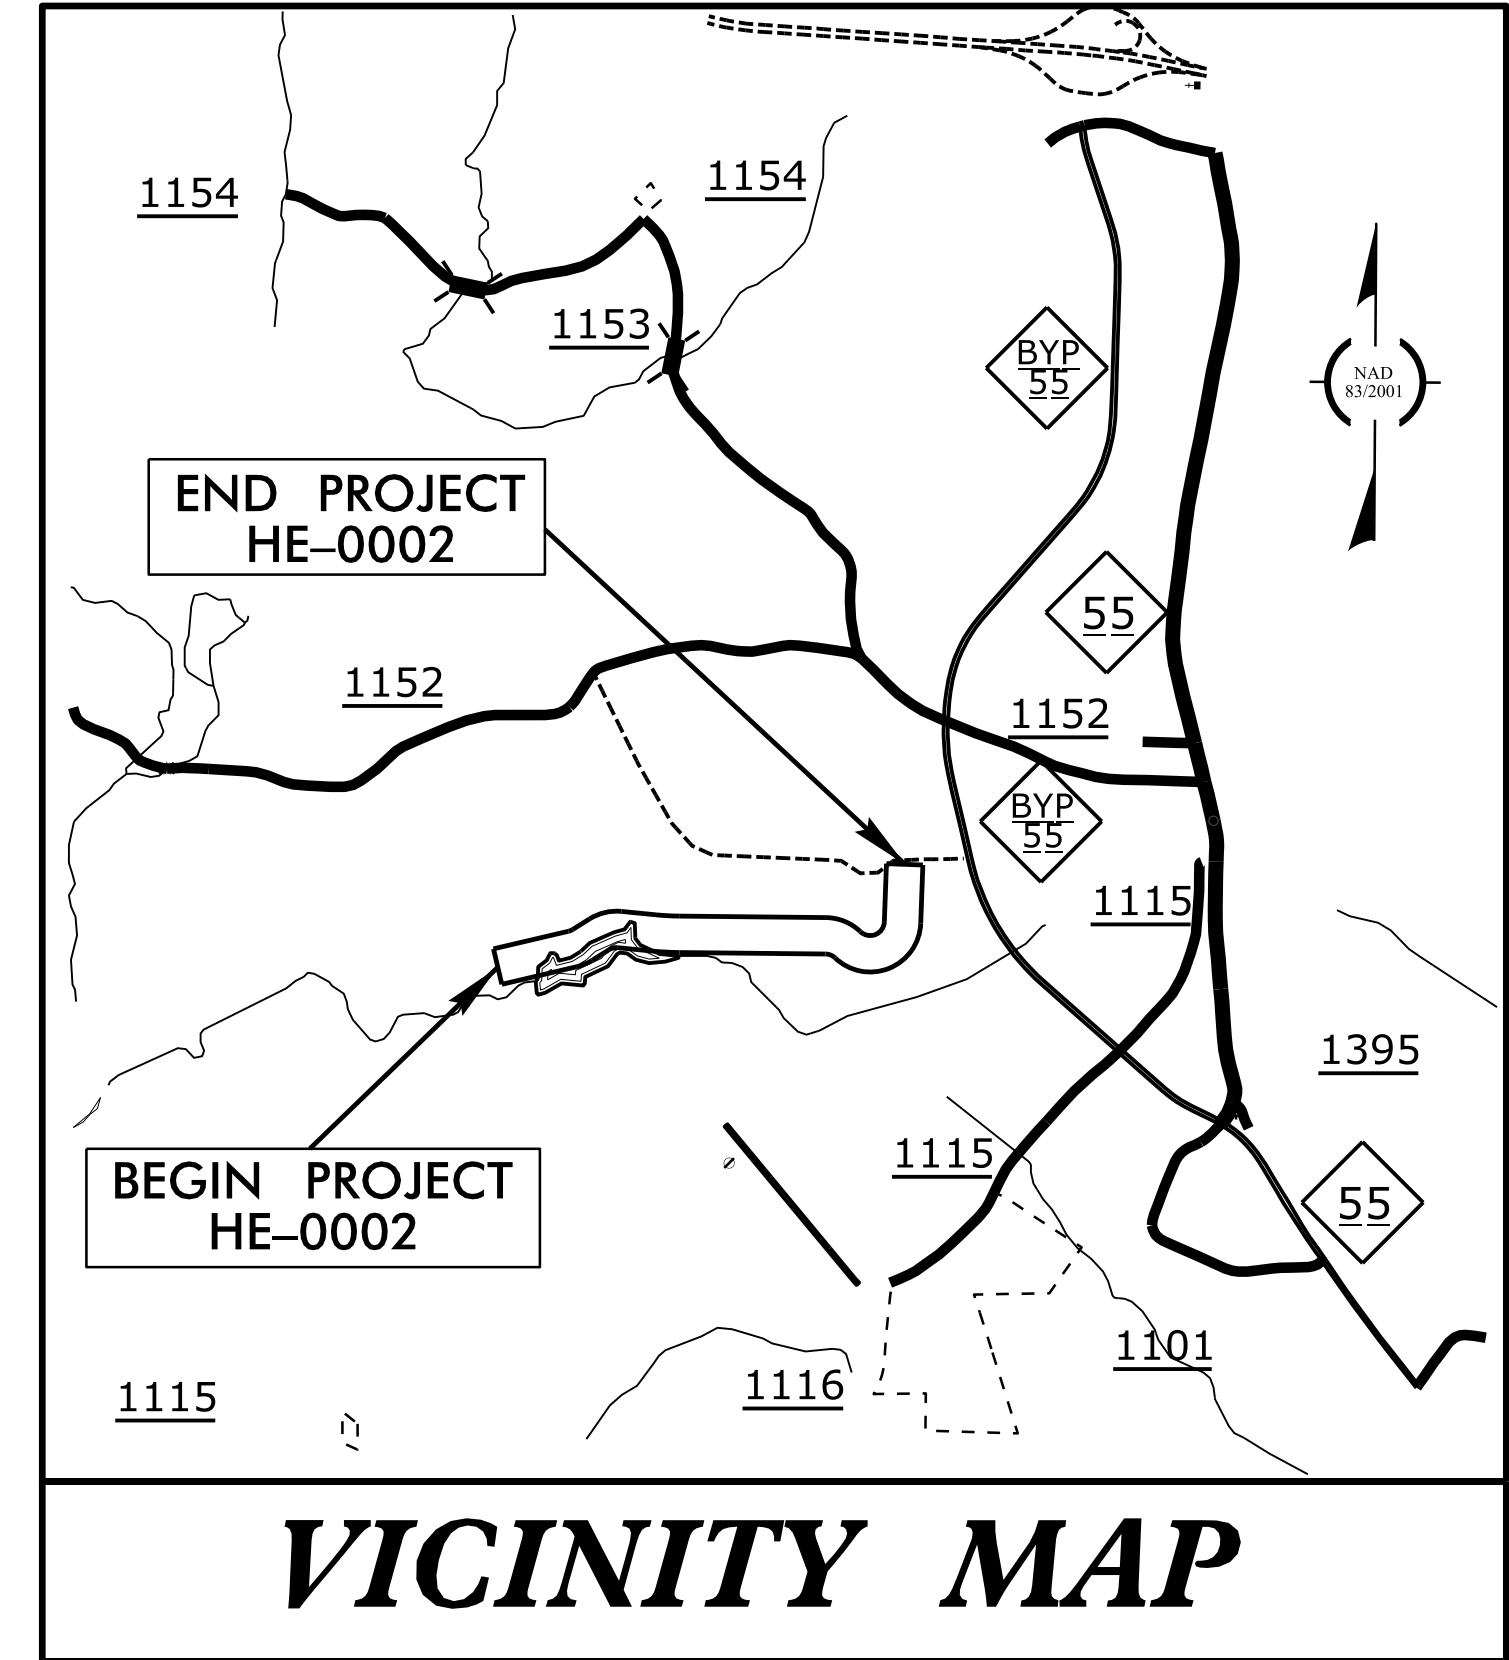 1154
1154
1153
BYP
55
NAD
83/2001
END PROJECT
HE–0002
55
1152
1152
BYP
55
1115
1395
1115
BEGIN PROJECT
HE–0002
55
1101
1116
1115
VICINITY MAP